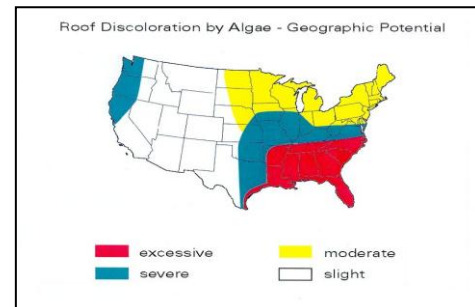 Roof Discoloration by Algae - Geographic Potential
excessive
moderate
severe
slight